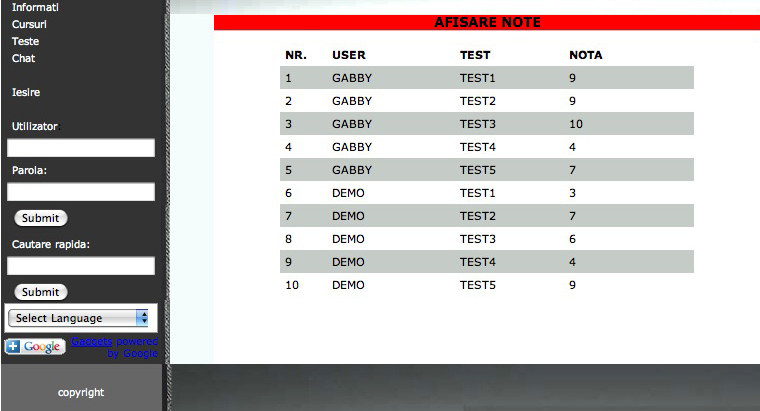 Informatl
Cursuri
Teste
Chat
Iesire
Utilizator.
Parola:
Submit
Cautare rapida:
Submit
Select Language
Google
Gadgets powered
by Google
copyright
AFISARE NOTE
NR. USER TEST NOTA
1 GABBY TEST1 9
2 GABBY TEST2 9
3 GABBY TEST3 10
4 GABBY TEST4 4
5 GABBY TEST5 7
6 DEMO TEST1 3
7 DEMO TEST2 7
8 DEMO TEST3 6
9 DEMO TEST4 4
10 DEMO TEST5 9